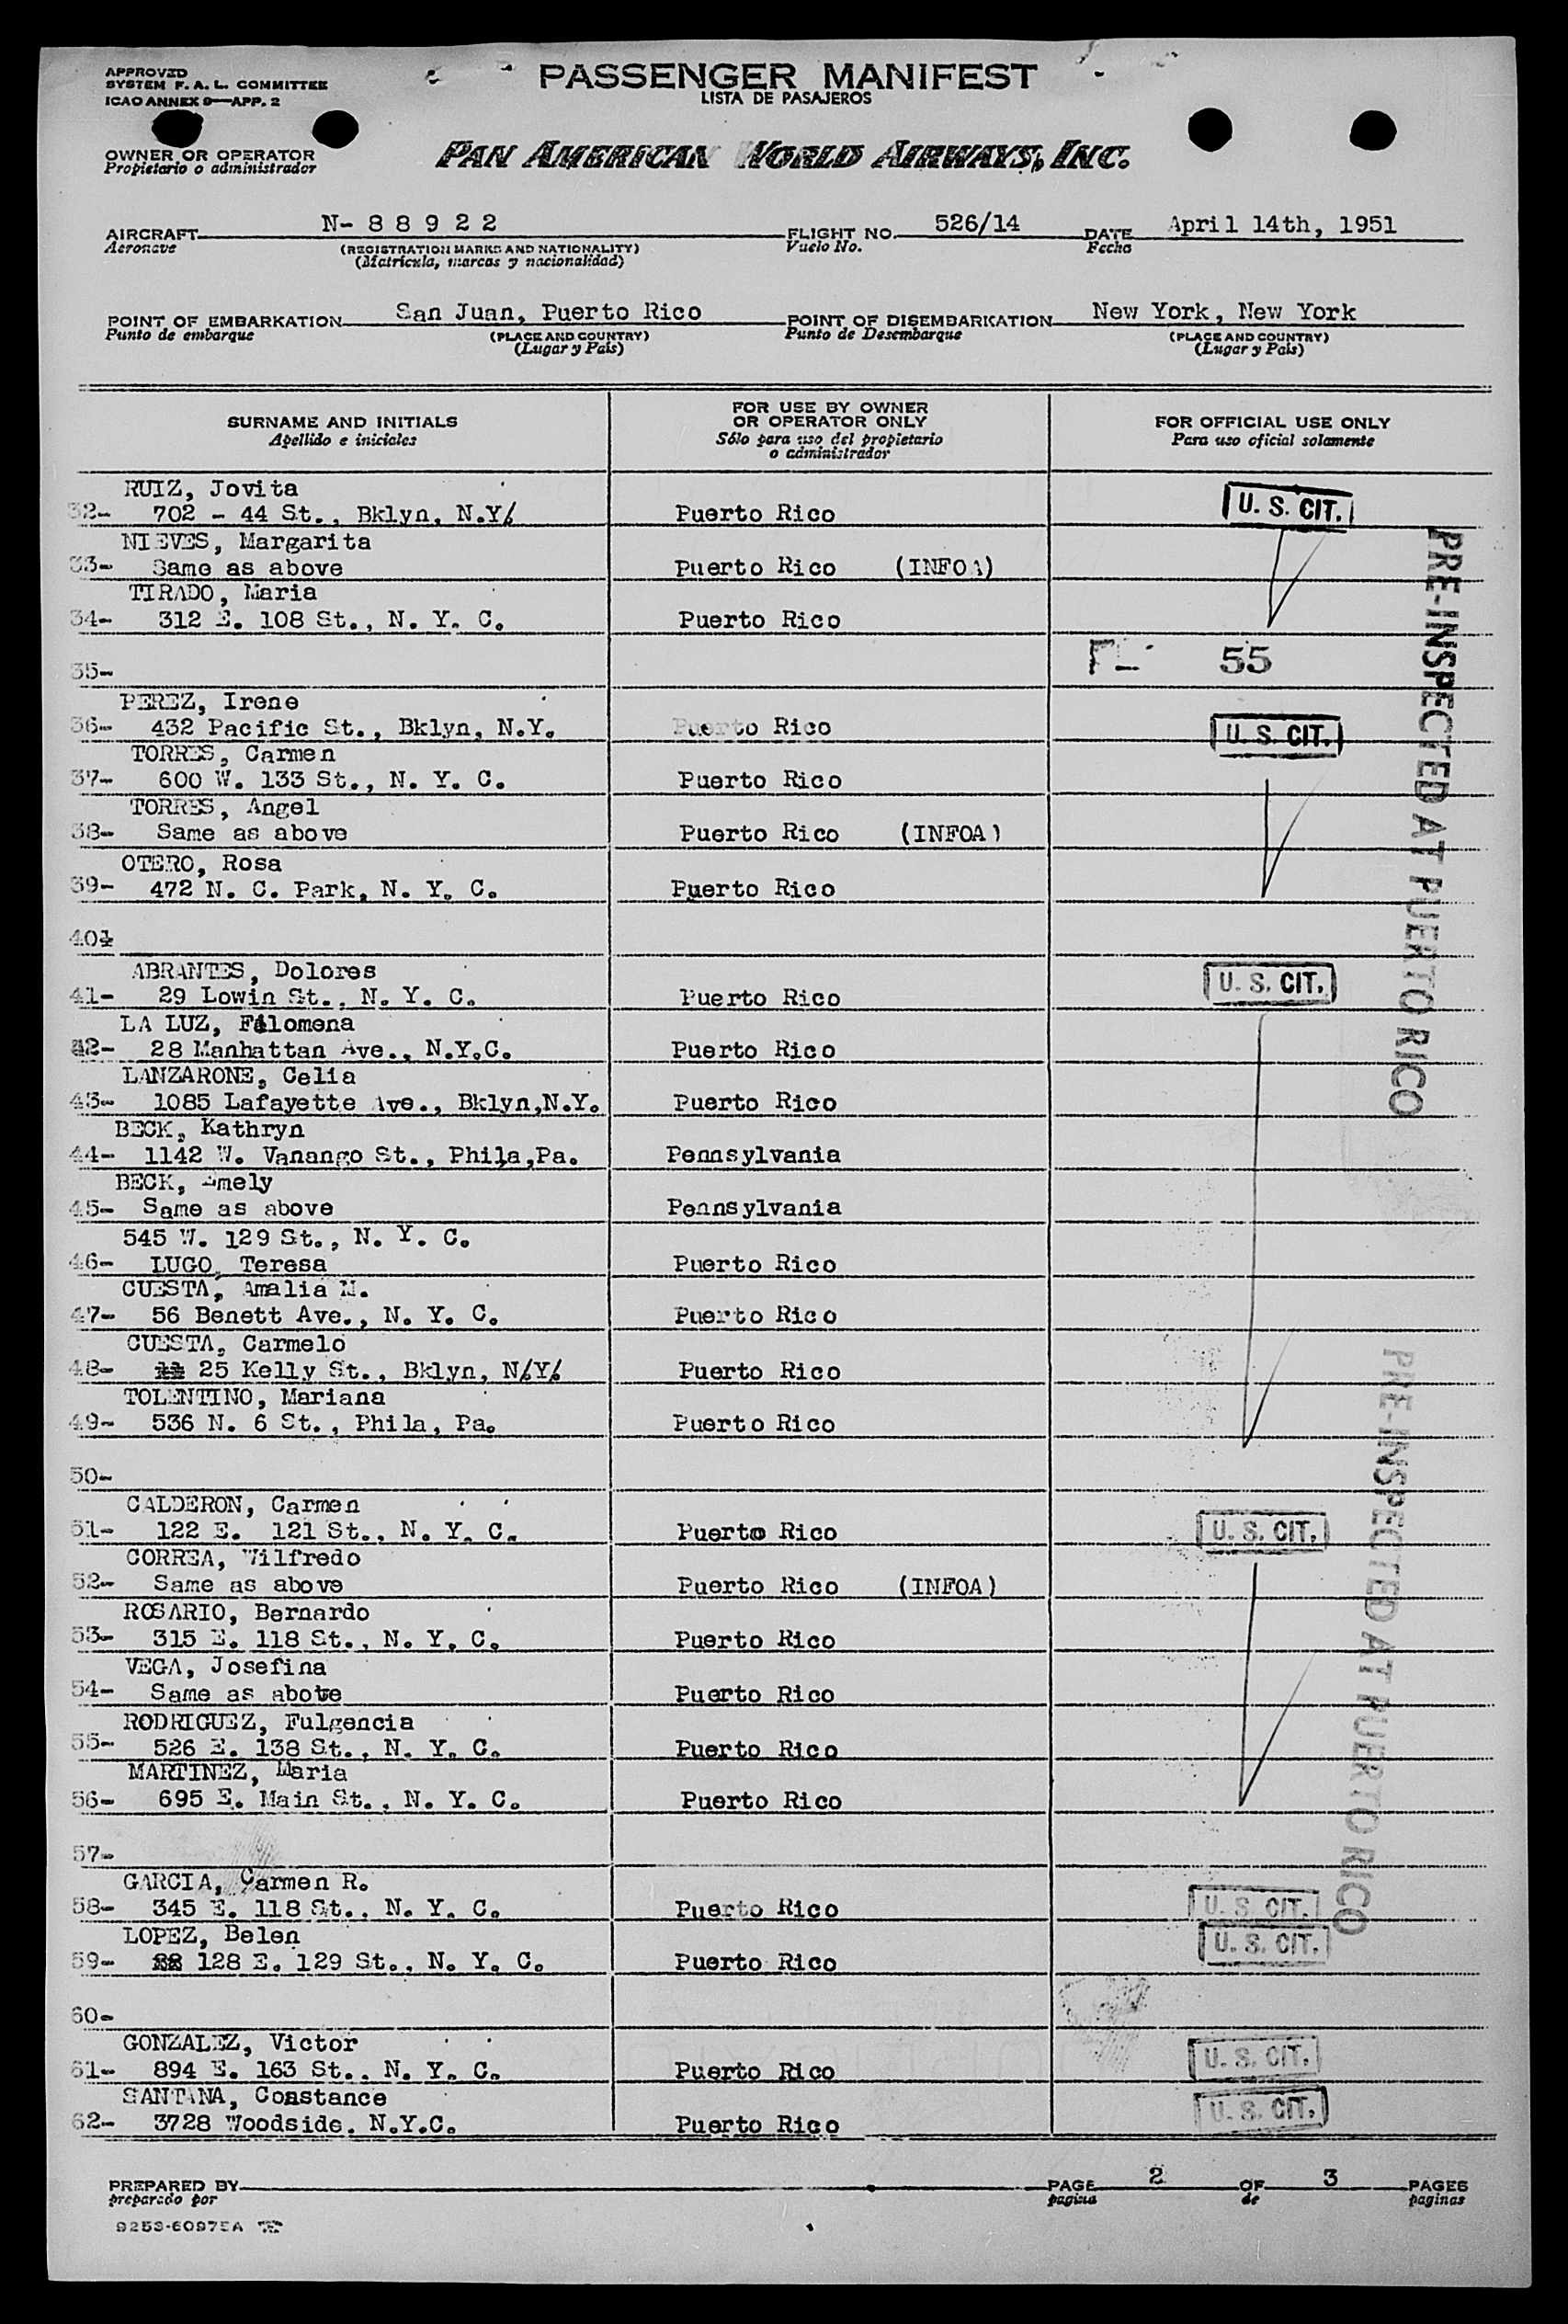 APPROVED
SYSTEM F. A. L. COMMITTEE
ICAO ANNEX 9—APP. 2
PASSENGER MANIFEST
LISTA DE PASAJEROS
OWNER OR OPERATOR
Propietario o administrador
PAN AMERICAN WORLD AIRWAYS, INC.
AIRCRAFT N- 8 8 9 2 2 FLIGHT NO. 526/14 DATE April 14th, 1951
Aeronave (REGISTRATION MARKS AND NATIONALITY) Vuelo No. Fecha
(Matricula, marcas y nacionalidad)
POINT OF EMBARKATION San Juan, Puerto Rico POINT OF DISEMBARKATION New York, New York
Punto de embarque (PLACE AND COUNTRY) Punto de Desembarque (PLACE AND COUNTRY)
(Lugar y País) (Lugar y País)
SURNAME AND INITIALS
Apellido e iniciales
FOR USE BY OWNER
OR OPERATOR ONLY
Sólo para uso del propietario
o administrador
FOR OFFICIAL USE ONLY
Para uso oficial solamente
RUIZ, Jovita
32- 702 - 44 St., Bklyn, N.Y/ Puerto Rico U. S. CIT.
NIEVES, Margarita
33- Same as above Puerto Rico (INFOA)
TIRADO, Maria
34- 312 E. 108 St., N. Y. C. Puerto Rico
35- 55
PEREZ, Irene
36- 432 Pacific St., Bklyn, N.Y. Puerto Rico U. S. CIT.
TORRES, Carmen
37- 600 W. 133 St., N. Y. C. Puerto Rico
TORRES, Angel
38- Same as above Puerto Rico (INFOA)
OTERO, Rosa
39- 472 N. C. Park, N. Y. C. Puerto Rico
40-
ABRANTES, Dolores
41- 29 Lowin St., N. Y. C. Puerto Rico U. S. CIT.
LA LUZ, Filomena
42- 28 Manhattan Ave., N.Y.C. Puerto Rico
LANZARONE, Celia
43- 1085 Lafayette Ave., Bklyn,N.Y. Puerto Rico
BECK, Kathryn
44- 1142 W. Vanango St., Phila,Pa. Pennsylvania
BECK, Emely
45- Same as above Pennsylvania
545 W. 129 St., N. Y. C.
46- LUGO, Teresa Puerto Rico
CUESTA, Amalia M.
47- 56 Benett Ave., N. Y. C. Puerto Rico
CUESTA, Carmelo
48- 25 Kelly St., Bklyn, N/Y/ Puerto Rico
TOLENTINO, Mariana
49- 536 N. 6 St., Phila, Pa. Puerto Rico
50-
CALDERON, Carmen
51- 122 E. 121 St., N. Y. C. Puerto Rico U. S. CIT.
CORREA, Wilfredo
52- Same as above Puerto Rico (INFOA)
ROSARIO, Bernardo
53- 315 E. 118 St., N. Y. C. Puerto Rico
VEGA, Josefina
54- Same as above Puerto Rico
RODRIGUEZ, Fulgencia
55- 526 E. 138 St., N. Y. C. Puerto Rico
MARTINEZ, Maria
56- 695 E. Main St., N. Y. C. Puerto Rico
57-
GARCIA, Carmen R.
58- 345 E. 118 St., N. Y. C. Puerto Rico U. S. CIT.
LOPEZ, Belen
59- 128 E. 129 St., N. Y. C. Puerto Rico U. S. CIT.
60-
GONZALEZ, Victor
61- 894 E. 163 St., N. Y. C. Puerto Rico U. S. CIT.
SANTANA, Constance
62- 3728 Woodside, N.Y.C. Puerto Rico U. S. CIT.
PRE-INSPECTED AT PUERTO RICO
PRE-INSPECTED AT PUERTO RICO
PREPARED BY PAGE 2 OF 3 PAGES
preparado por pagina de paginas
9253-60975A